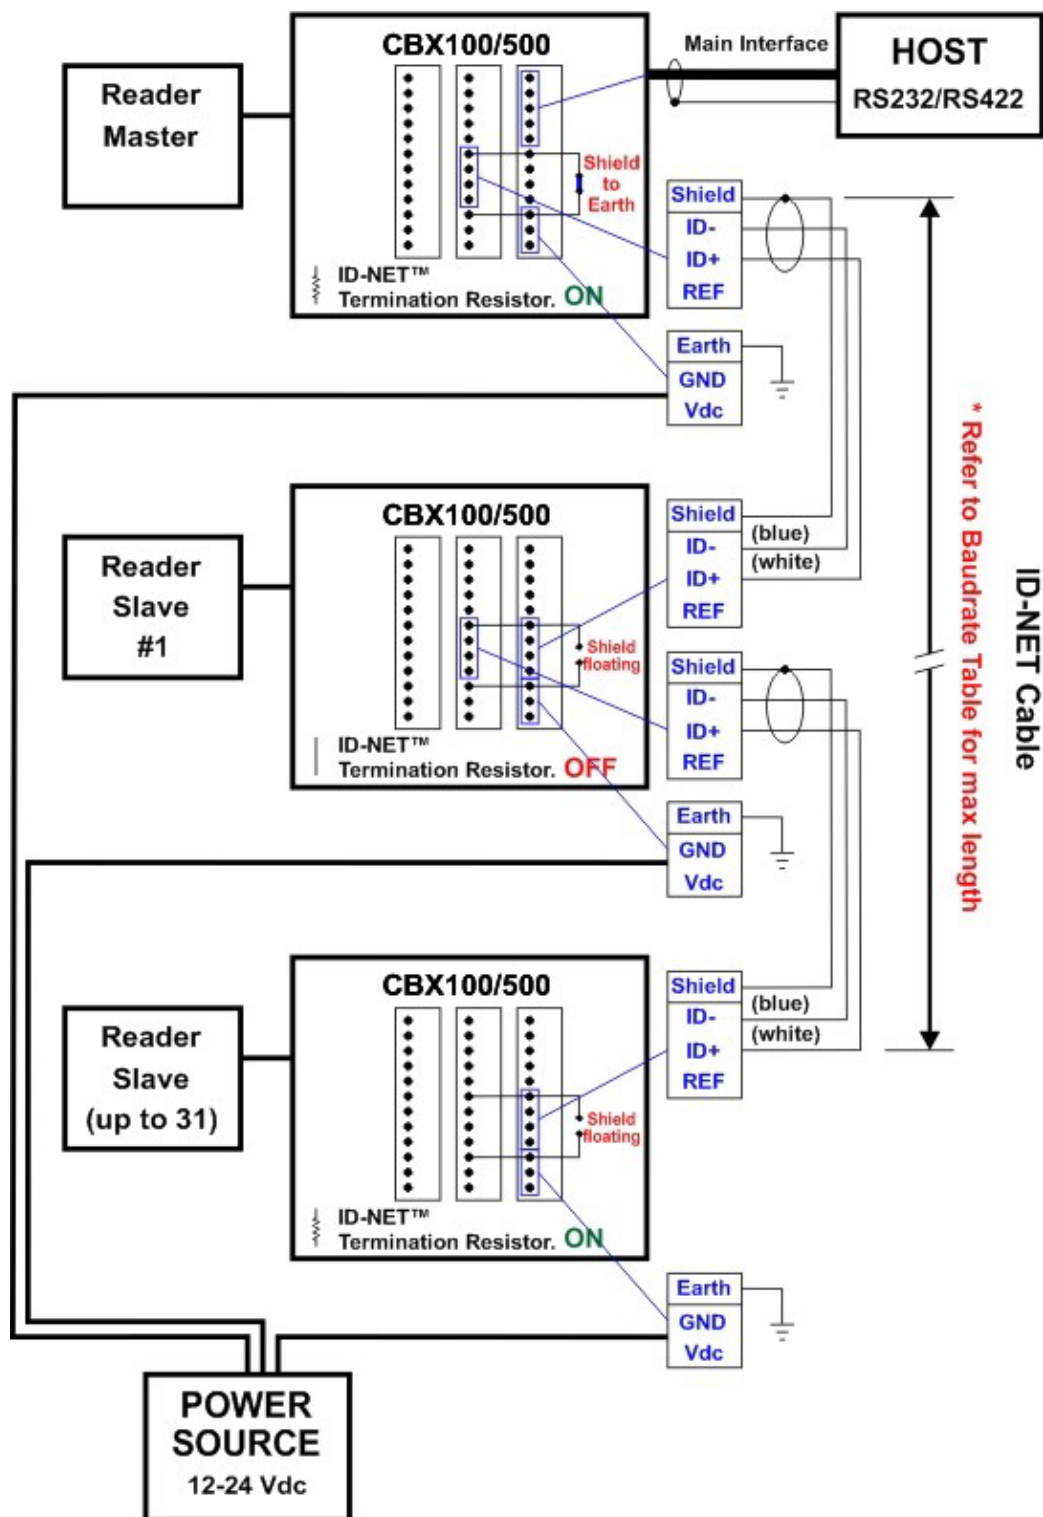 CBX100/500
Main Interface
HOST
RS232/RS422
Reader
Master
Shield
to
Earth
Shield
ID-
ID+
REF
ID-NET™
Termination Resistor. ON
Earth
GND
Vdc
CBX100/500
Reader
Slave
#1
Shield
(blue)
ID-
(white)
ID+
REF
Shield
floating
Shield
ID-
ID+
REF
ID-NET™
Termination Resistor. OFF
Earth
GND
Vdc
* Refer to Baudrate Table for max length
ID-NET Cable
CBX100/500
Reader
Slave
(up to 31)
Shield
(blue)
ID-
(white)
ID+
REF
Shield
floating
ID-NET™
Termination Resistor. ON
Earth
GND
Vdc
POWER
SOURCE
12-24 Vdc